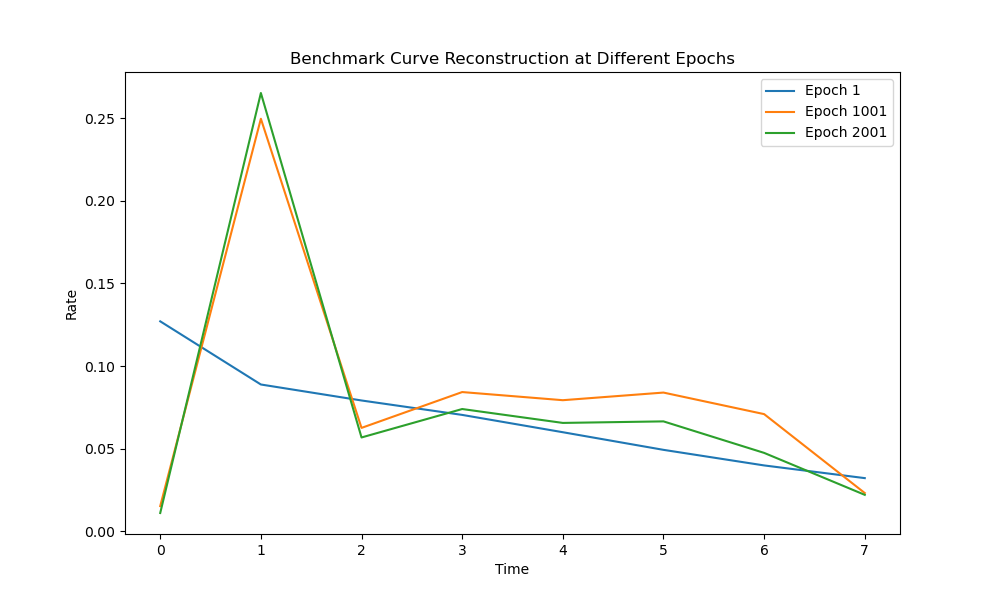 Benchmark Curve Reconstruction at Different Epochs
Epoch 1
Epoch 1001
Epoch 2001
0.25
0.20
0.15
0.10
0.05
0.00
Rate
0 1 2 3 4 5 6 7
Time